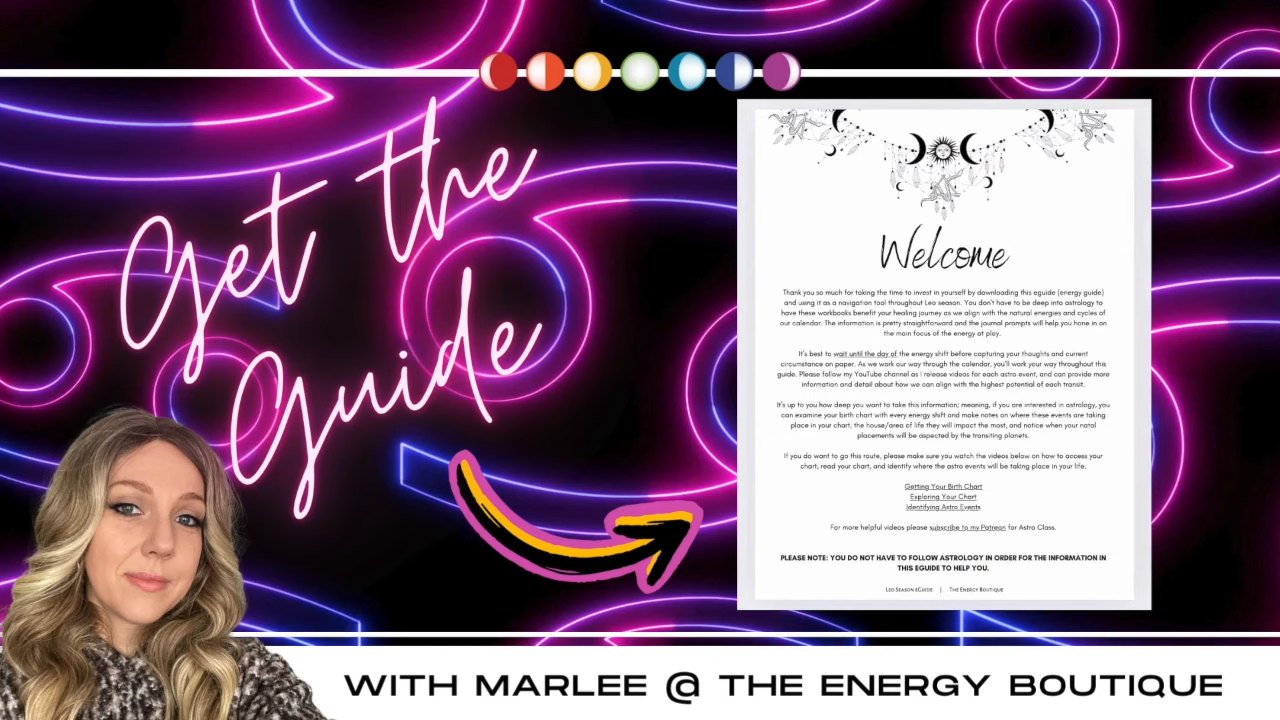 Get the
Guide
Welcome
Thank you so much for taking the time to invest in yourself by downloading this eguide (energy guide)
and using it as a navigation tool throughout Leo season. You don't have to be deep into astrology to
have these workbooks benefit your healing journey as we align with the natural energies and cycles of
our calendar. The information is pretty straightforward and the journal prompts will help you hone in on
the main focus of the energy at play.
It's best to wait until the day of the energy shift before capturing your thoughts and current
circumstance on paper. As we work our way through the calendar, you'll work your way throughout this
guide. Please follow my YouTube channel as I release videos for each astro event, and can provide more
information and detail about how we can align with the highest potential of each transit.
It's up to you how deep you want to take this information; meaning, if you are interested in astrology, you
can examine your birth chart with every energy shift and make notes on where these events are taking
place in your chart, the house/area of life they will impact the most, and notice when your natal
placements will be aspected by the transiting planets.
If you do want to go this route, please make sure you watch the videos below on how to access your
chart, read your chart, and identify where the astro events will be taking place in your life.
Getting Your Birth Chart
Exploring Your Chart
Identifying Astro Events
For more helpful videos please subscribe to my Patreon for Astro Class.
PLEASE NOTE: YOU DO NOT HAVE TO FOLLOW ASTROLOGY IN ORDER FOR THE INFORMATION IN
THIS EGUIDE TO HELP YOU.
Leo Season eGuide | The Energy Boutique
WITH MARLEE @ THE ENERGY BOUTIQUE